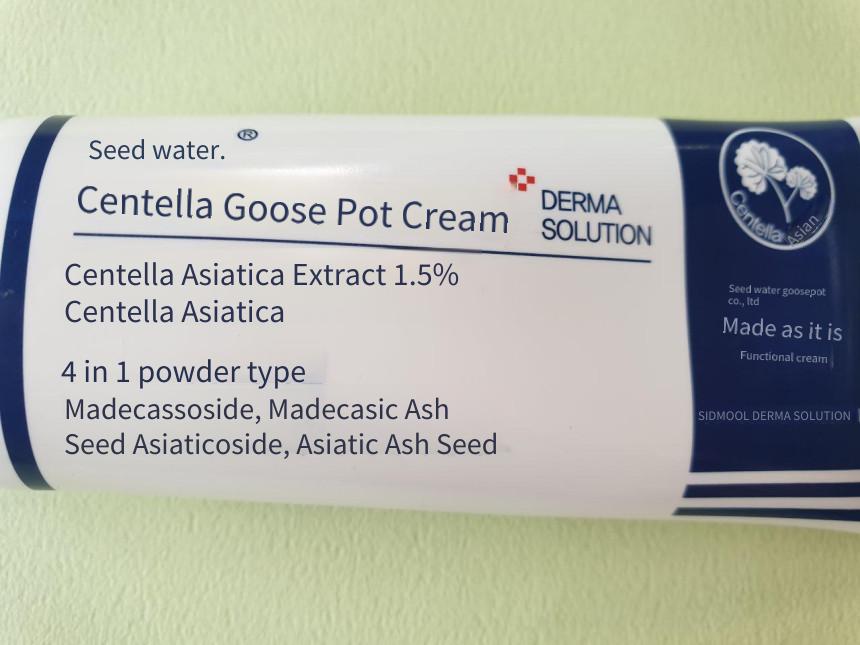 Seed water. ®
Centella Goose Pot Cream
DERMA
SOLUTION
Centella Asiatica Extract 1.5%
Centella Asiatica
4 in 1 powder type
Madecassoside, Madecasic Ash
Seed Asiaticoside, Asiatic Ash Seed
Centella Asian
Seed water goosepot
co., ltd
Made as it is
Functional cream
SIDMOOL DERMA SOLUTION